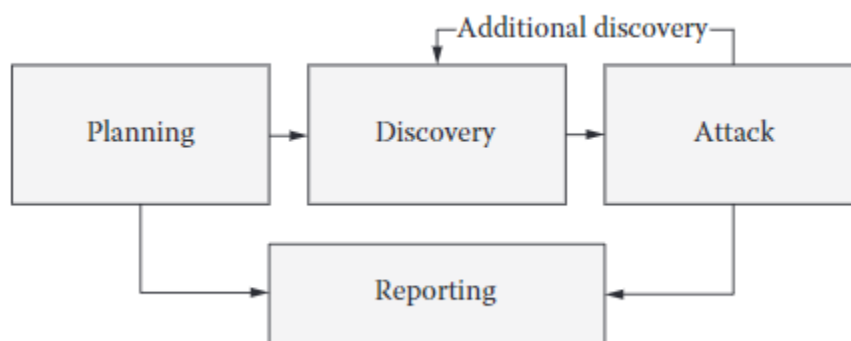 Additional discovery
Planning
Discovery
Attack
Reporting